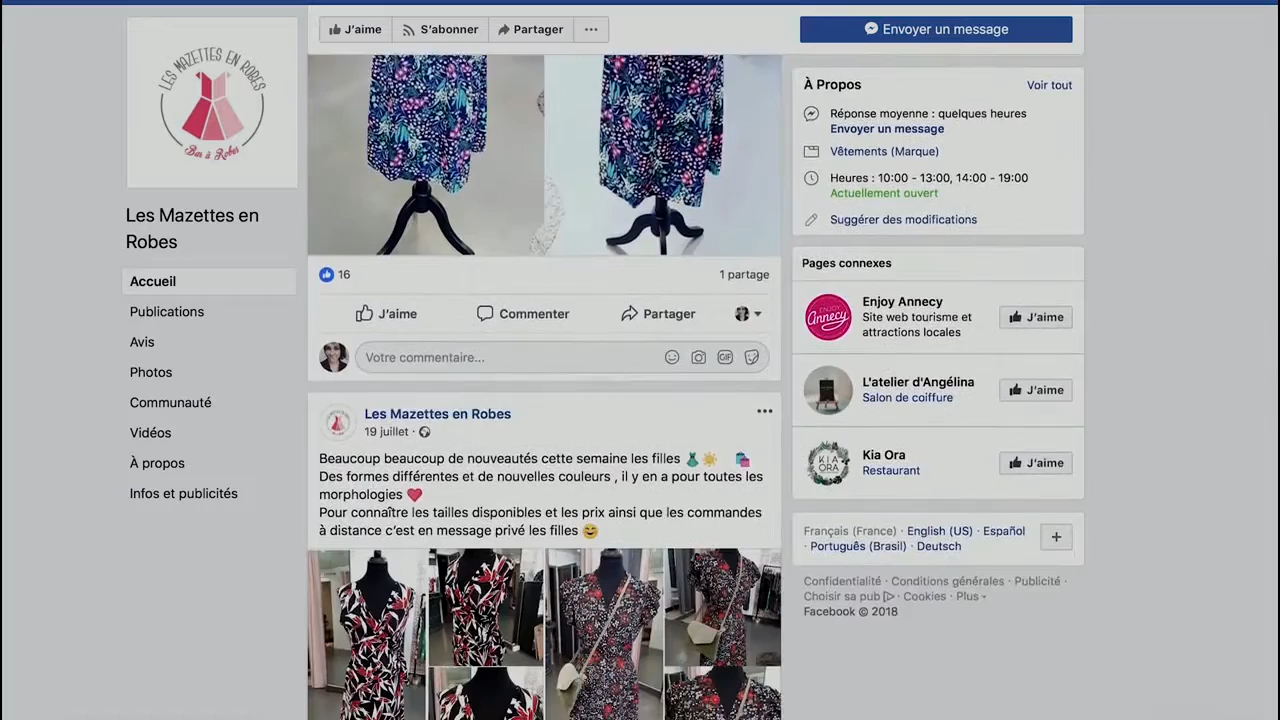 J'aime
S'abonner
Partager
Envoyer un message
LES MAZETTES EN ROBES
Bar à Robes
Les Mazettes en
Robes
Accueil
Publications
Avis
Photos
Communauté
Vidéos
À propos
Infos et publicités
16
1 partage
J'aime
Commenter
Partager
Votre commentaire...
GIF
Les Mazettes en Robes
19 juillet ·
Beaucoup beaucoup de nouveautés cette semaine les filles 👗☀️ 🛍️
Des formes différentes et de nouvelles couleurs , il y en a pour toutes les
morphologies ❤️
Pour connaître les tailles disponibles et les prix ainsi que les commandes
à distance c'est en message privé les filles 😄
À Propos
Voir tout
Réponse moyenne : quelques heures
Envoyer un message
Vêtements (Marque)
Heures : 10:00 - 13:00, 14:00 - 19:00
Actuellement ouvert
Suggérer des modifications
Pages connexes
ENJOY
Annecy
Enjoy Annecy
Site web tourisme et
attractions locales
J'aime
L'atelier d'Angélina
Salon de coiffure
J'aime
KIA
ORA
Kia Ora
Restaurant
J'aime
Français (France) · English (US) · Español
· Português (Brasil) · Deutsch
+
Confidentialité · Conditions générales · Publicité ·
Choisir sa pub · Cookies · Plus
Facebook © 2018